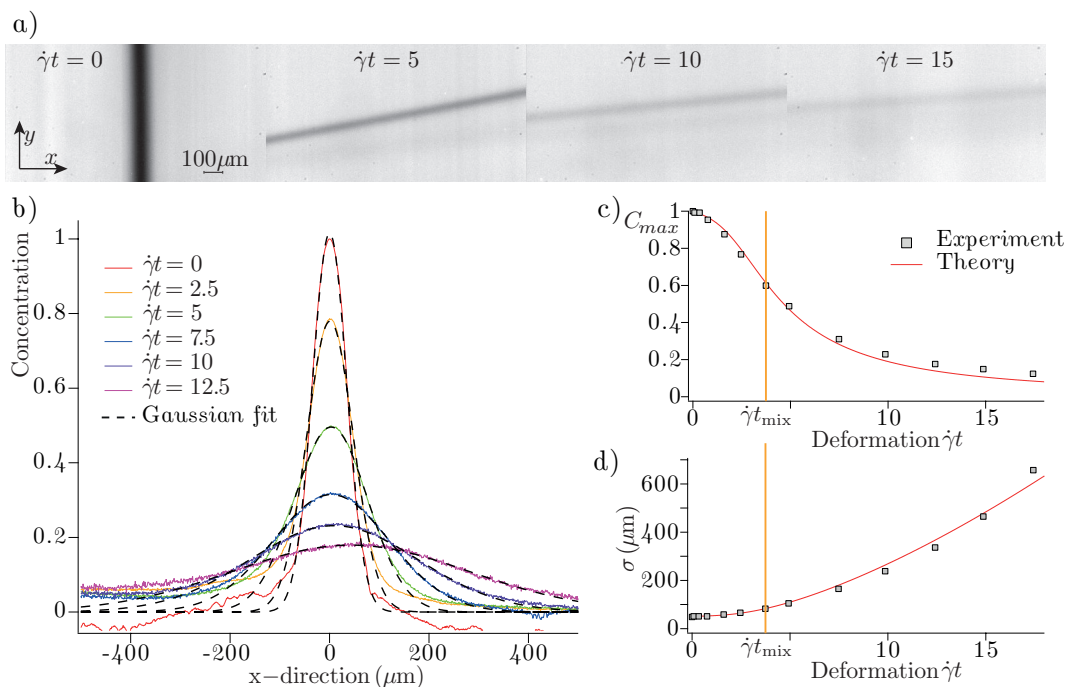 a)
γ̇t = 0
γ̇t = 5
γ̇t = 10
γ̇t = 15
y
x
100μm
b)
Concentration
1
0.8
0.6
0.4
0.2
0
γ̇t = 0
γ̇t = 2.5
γ̇t = 5
γ̇t = 7.5
γ̇t = 10
γ̇t = 12.5
Gaussian fit
-400
-200
0
200
400
x−direction (μm)
c)
C_max
1
0.8
0.6
0.4
0.2
0
Experiment
Theory
0
γ̇t_mix
10
15
Deformation γ̇t
d)
σ (μm)
600
400
200
0
0
γ̇t_mix
10
15
Deformation γ̇t